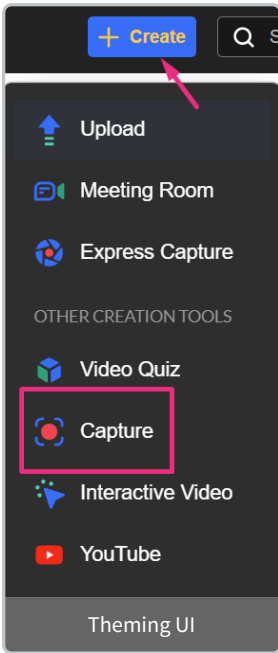 + Create
S
Upload
Meeting Room
Express Capture
OTHER CREATION TOOLS
Video Quiz
Capture
Interactive Video
YouTube
Theming UI